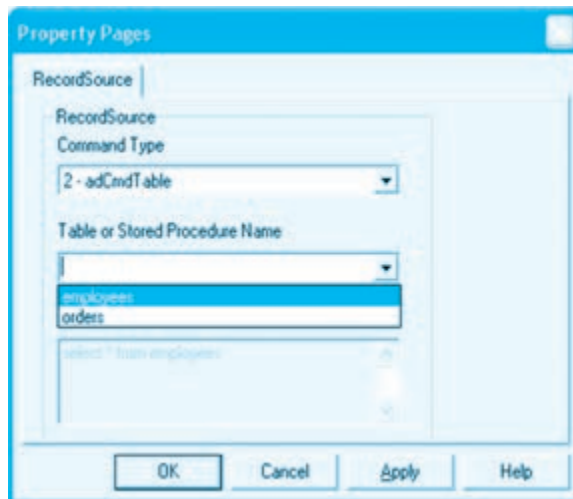 Property Pages
RecordSource
RecordSource
Command Type
2 - adCmdTable
Table or Stored Procedure Name
employees
orders
select * from employees
OK
Cancel
Apply
Help